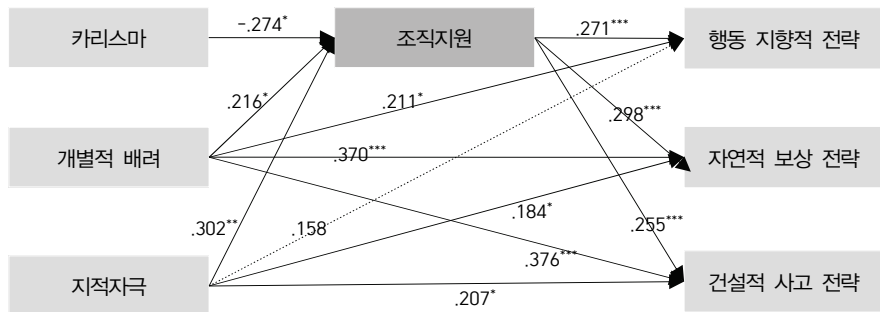 카리스마
-.274*
조직지원
.271***
행동 지향적 전략
.216*
.211*
.298***
개별적 배려
.370***
자연적 보상 전략
.302**
.158
.184*
.255***
.376***
지적자극
.207*
건설적 사고 전략